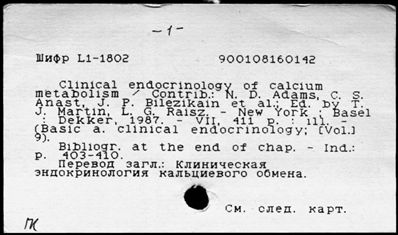 -1-
Шифр L1-1802 900108160142
Clinical endocrinology of calcium
metabolism / Contrib.: N. D. Adams, C. S.
Anast, J. P. Bilezikain et al.; Ed. by T.
J. Martin, L. G. Raisz. - New York ; Basel
: Dekker, 1987. - VII, 411 p. : ill. -
(Basic a. clinical endocrinology; [Vol.]
9).
Bibliogr. at the end of chap. - Ind.:
p. 403-410.
Перевод загл.: Клиническая
эндокринология кальциевого обмена.
См. след. карт.